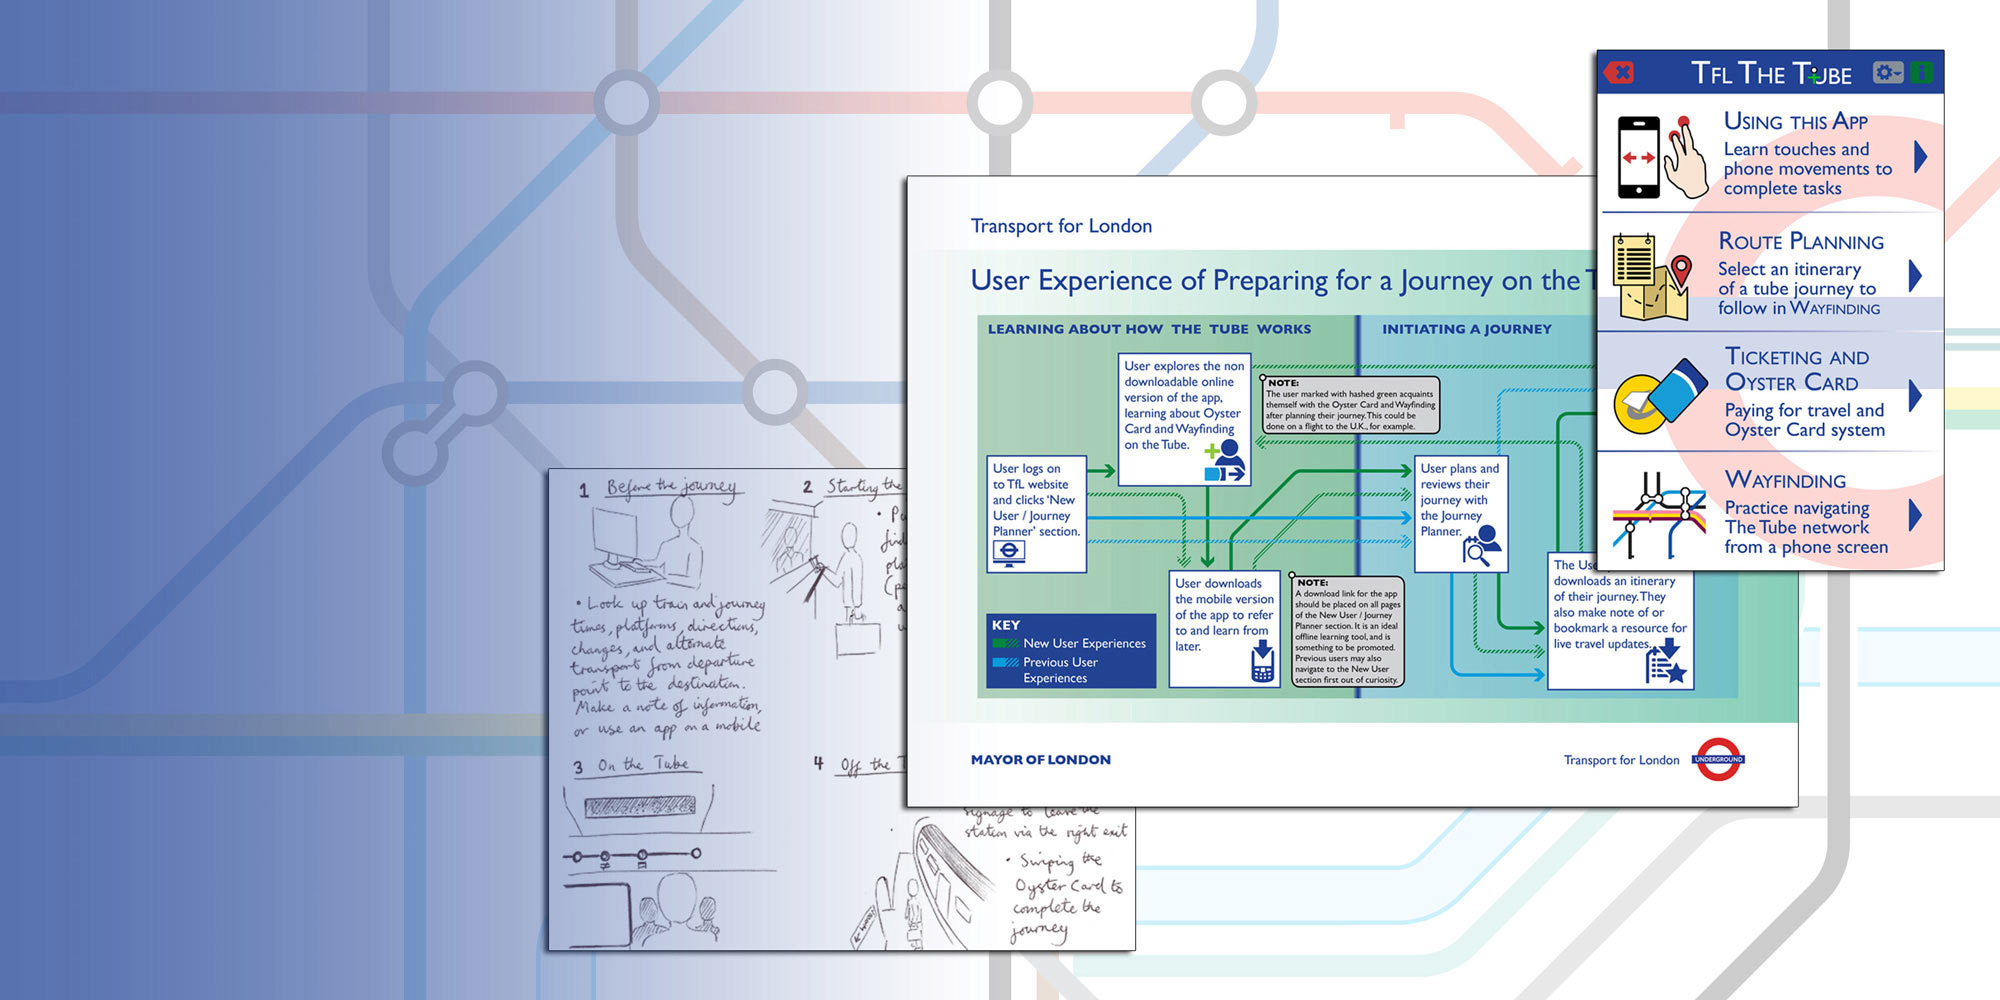 TFL THE TUBE
USING THIS APP
Learn touches and
phone movements to
complete tasks
ROUTE PLANNING
Select an itinerary
of a tube journey to
follow in WAYFINDING
TICKETING AND
OYSTER CARD
Paying for travel and
Oyster Card system
WAYFINDING
Practice navigating
The Tube network
from a phone screen
Transport for London
User Experience of Preparing for a Journey on the T
LEARNING ABOUT HOW THE TUBE WORKS
INITIATING A JOURNEY
User explores the non
downloadable online
version of the app,
learning about Oyster
Card and Wayfinding
on the Tube.
NOTE:
The user marked with hashed green acquaints
themself with the Oyster Card and Wayfinding
after planning their journey. This could be
done on a flight to the U.K., for example.
User logs on
to TfL website
and clicks 'New
User / Journey
Planner' section.
User plans and
reviews their
journey with
the Journey
Planner.
User downloads
the mobile version
of the app to refer
to and learn from
later.
NOTE:
A download link for the app
should be placed on all pages
of the New User / Journey
Planner section. It is an ideal
offline learning tool, and is
something to be promoted.
Previous users may also
navigate to the New User
section first out of curiosity.
The Use
downloads an itinerary
of their journey. They
also make note of or
bookmark a resource for
live travel updates.
KEY
New User Experiences
Previous User
Experiences
MAYOR OF LONDON
Transport for London
UNDERGROUND
1 Before the journey
• Look up train and journey
times, platforms, directions,
changes, and alternate
transport from departure
point to the destination.
Make a note of information,
or use an app on a mobile
2 Starting the
3 On the Tube
4 Off the T
signage to leave the
station via the right exit
• Swiping the
Oyster Card to
complete the
journey